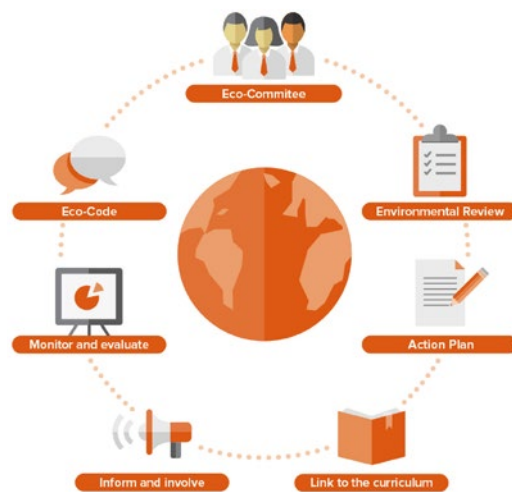 Eco-Commitee
Environmental Review
Action Plan
Link to the curriculum
Inform and involve
Monitor and evaluate
Eco-Code